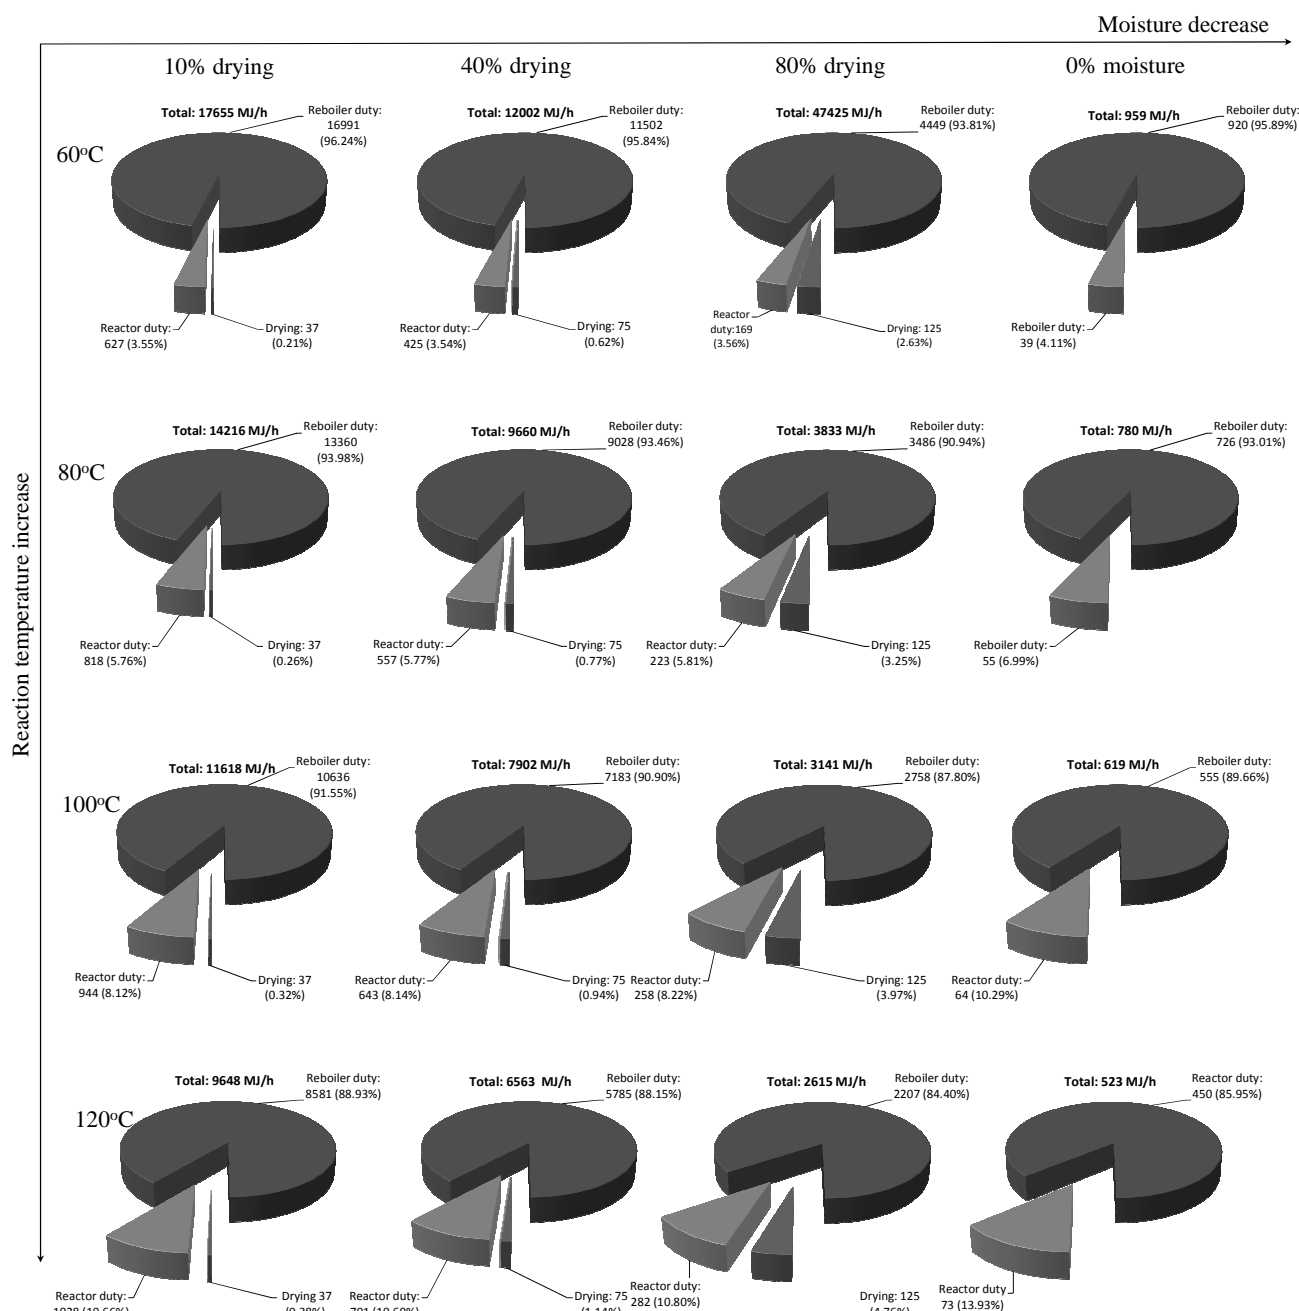 Moisture decrease
10% drying
40% drying
80% drying
0% moisture
Reaction temperature increase
60°C
Total: 17655 MJ/h
Reboiler duty:
16991
(96.24%)
Reactor duty:
627 (3.55%)
Drying: 37
(0.21%)
Total: 12002 MJ/h
Reboiler duty:
11502
(95.84%)
Reactor duty:
425 (3.54%)
Drying: 75
(0.62%)
Total: 47425 MJ/h
Reboiler duty:
4449 (93.81%)
Reactor
duty:169
(3.56%)
Drying: 125
(2.63%)
Total: 959 MJ/h
Reboiler duty:
920 (95.89%)
Reboiler duty:
39 (4.11%)
80°C
Total: 14216 MJ/h
Reboiler duty:
13360
(93.98%)
Reactor duty:
818 (5.76%)
Drying: 37
(0.26%)
Total: 9660 MJ/h
Reboiler duty:
9028 (93.46%)
Reactor duty:
557 (5.77%)
Drying: 75
(0.77%)
Total: 3833 MJ/h
Reboiler duty:
3486 (90.94%)
Reactor duty:
223 (5.81%)
Drying: 125
(3.25%)
Total: 780 MJ/h
Reboiler duty:
726 (93.01%)
Reboiler duty:
55 (6.99%)
100°C
Total: 11618 MJ/h
Reboiler duty:
10636
(91.55%)
Reactor duty:
944 (8.12%)
Drying: 37
(0.32%)
Total: 7902 MJ/h
Reboiler duty:
7183 (90.90%)
Reactor duty:
643 (8.14%)
Drying: 75
(0.94%)
Total: 3141 MJ/h
Reboiler duty:
2758 (87.80%)
Reactor duty:
258 (8.22%)
Drying: 125
(3.97%)
Total: 619 MJ/h
Reboiler duty:
555 (89.66%)
Reactor duty:
64 (10.29%)
120°C
Total: 9648 MJ/h
Reboiler duty:
8581 (88.93%)
Reactor duty:
Drying 37
Total: 6563 MJ/h
Reboiler duty:
5785 (88.15%)
Reactor duty:
Drying: 75
Total: 2615 MJ/h
Reboiler duty:
2207 (84.40%)
Reactor duty:
282 (10.80%)
Drying: 125
Total: 523 MJ/h
Reactor duty:
450 (85.95%)
Reactor duty
73 (13.93%)